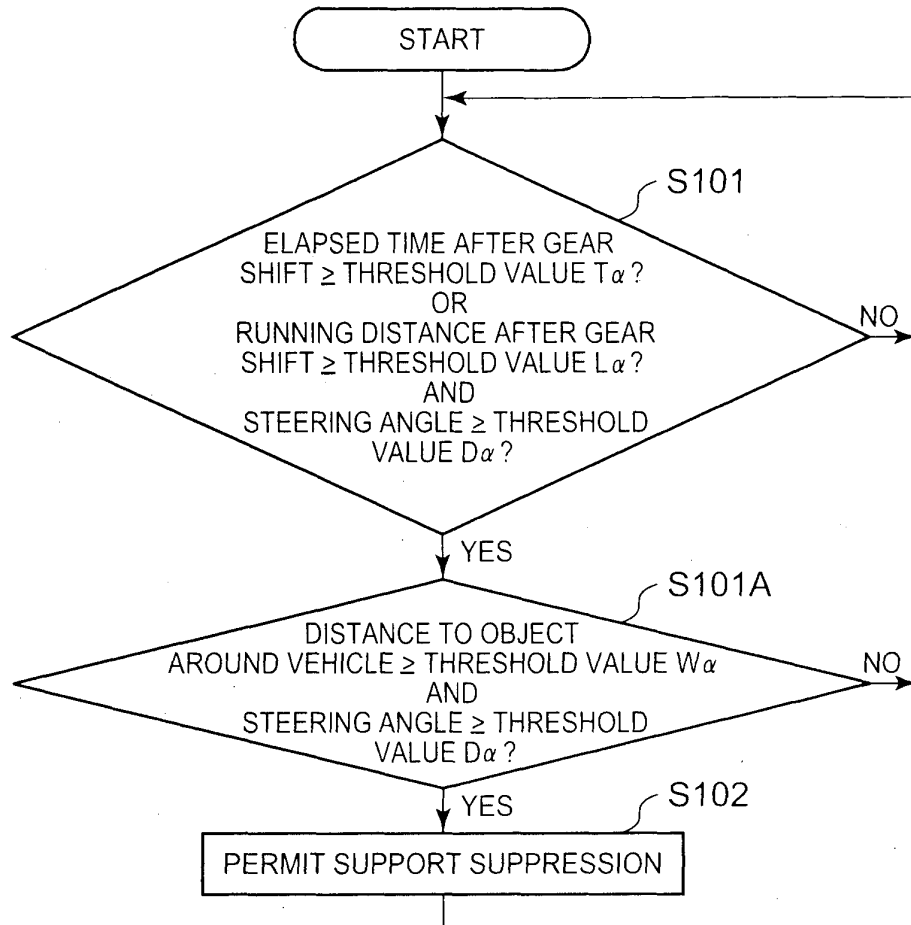 START
S101
ELAPSED TIME AFTER GEAR
SHIFT ≥ THRESHOLD VALUE Tα?
OR
RUNNING DISTANCE AFTER GEAR
SHIFT ≥ THRESHOLD VALUE Lα?
AND
STEERING ANGLE ≥ THRESHOLD
VALUE Dα?
NO
YES
S101A
DISTANCE TO OBJECT
AROUND VEHICLE ≥ THRESHOLD VALUE Wα
AND
STEERING ANGLE ≥ THRESHOLD
VALUE Dα?
NO
YES
S102
PERMIT SUPPORT SUPPRESSION